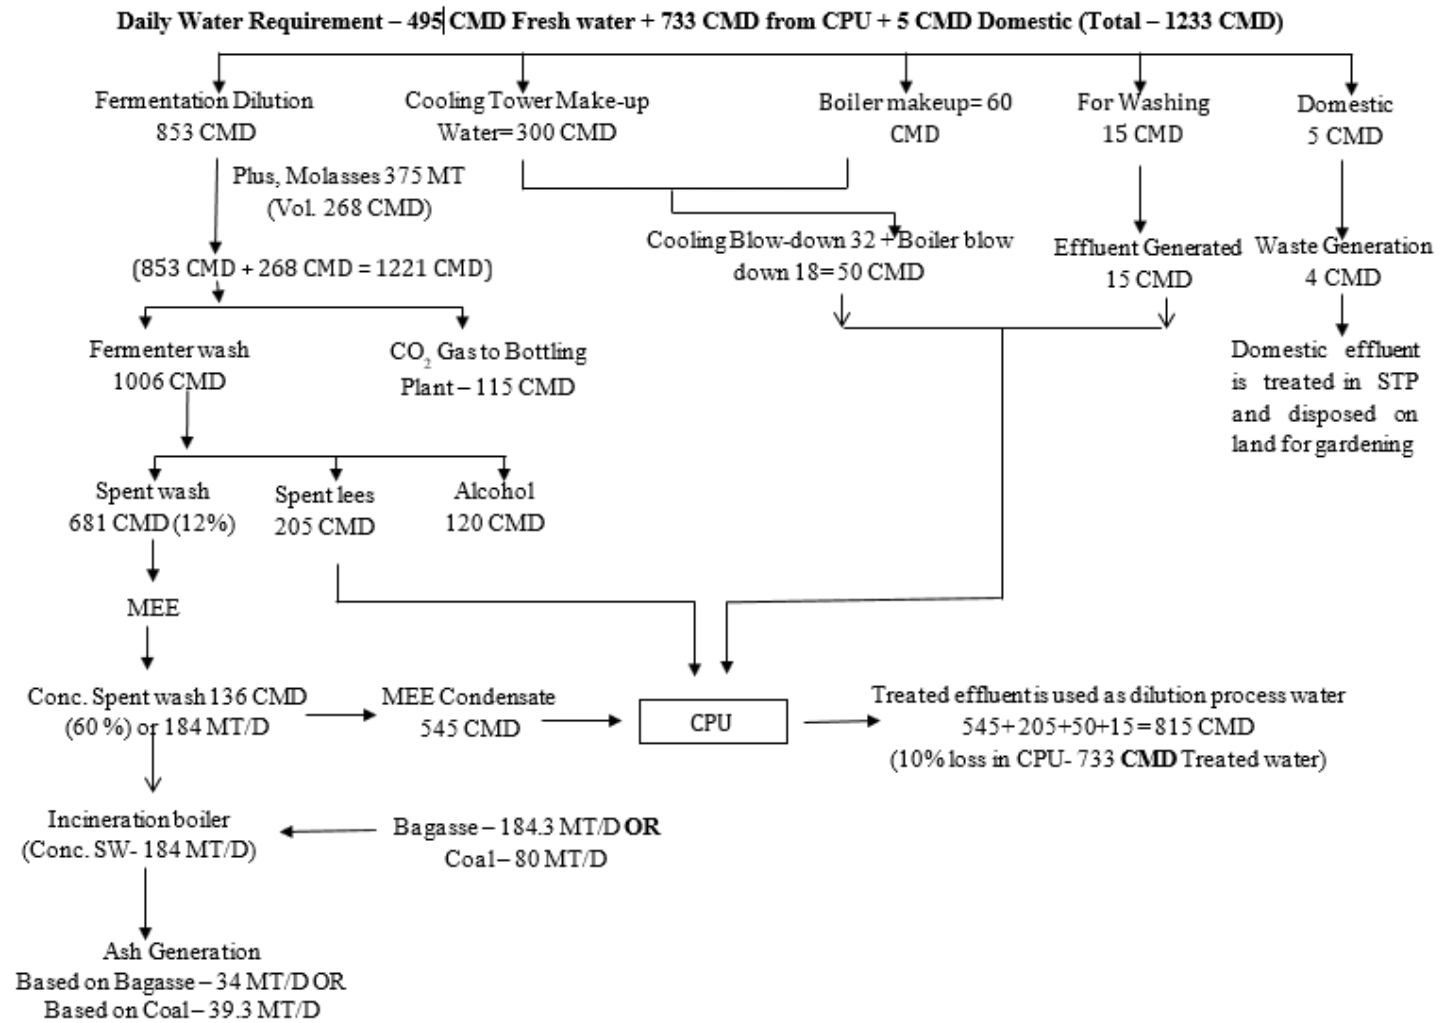 Daily Water Requirement – 495 CMD Fresh water + 733 CMD from CPU + 5 CMD Domestic (Total – 1233 CMD)
Fermentation Dilution
853 CMD
Cooling Tower Make-up
Water= 300 CMD
Boiler makeup= 60
CMD
For Washing
15 CMD
Domestic
5 CMD
Plus, Molasses 375 MT
(Vol. 268 CMD)
(853 CMD + 268 CMD = 1221 CMD)
Cooling Blow-down 32 + Boiler blow
down 18= 50 CMD
Effluent Generated
15 CMD
Waste Generation
4 CMD
Fermenter wash
1006 CMD
CO₂ Gas to Bottling
Plant – 115 CMD
Domestic effluent
is treated in STP
and disposed on
land for gardening
Spent wash
681 CMD (12%)
Spent lees
205 CMD
Alcohol
120 CMD
MEE
Conc. Spent wash 136 CMD
(60 %) or 184 MT/D
MEE Condensate
545 CMD
CPU
Treated effluent is used as dilution process water
545+205+50+15=815 CMD
(10% loss in CPU- 733 CMD Treated water)
Incineration boiler
(Conc. SW- 184 MT/D)
Bagasse – 184.3 MT/D OR
Coal – 80 MT/D
Ash Generation
Based on Bagasse – 34 MT/D OR
Based on Coal – 39.3 MT/D